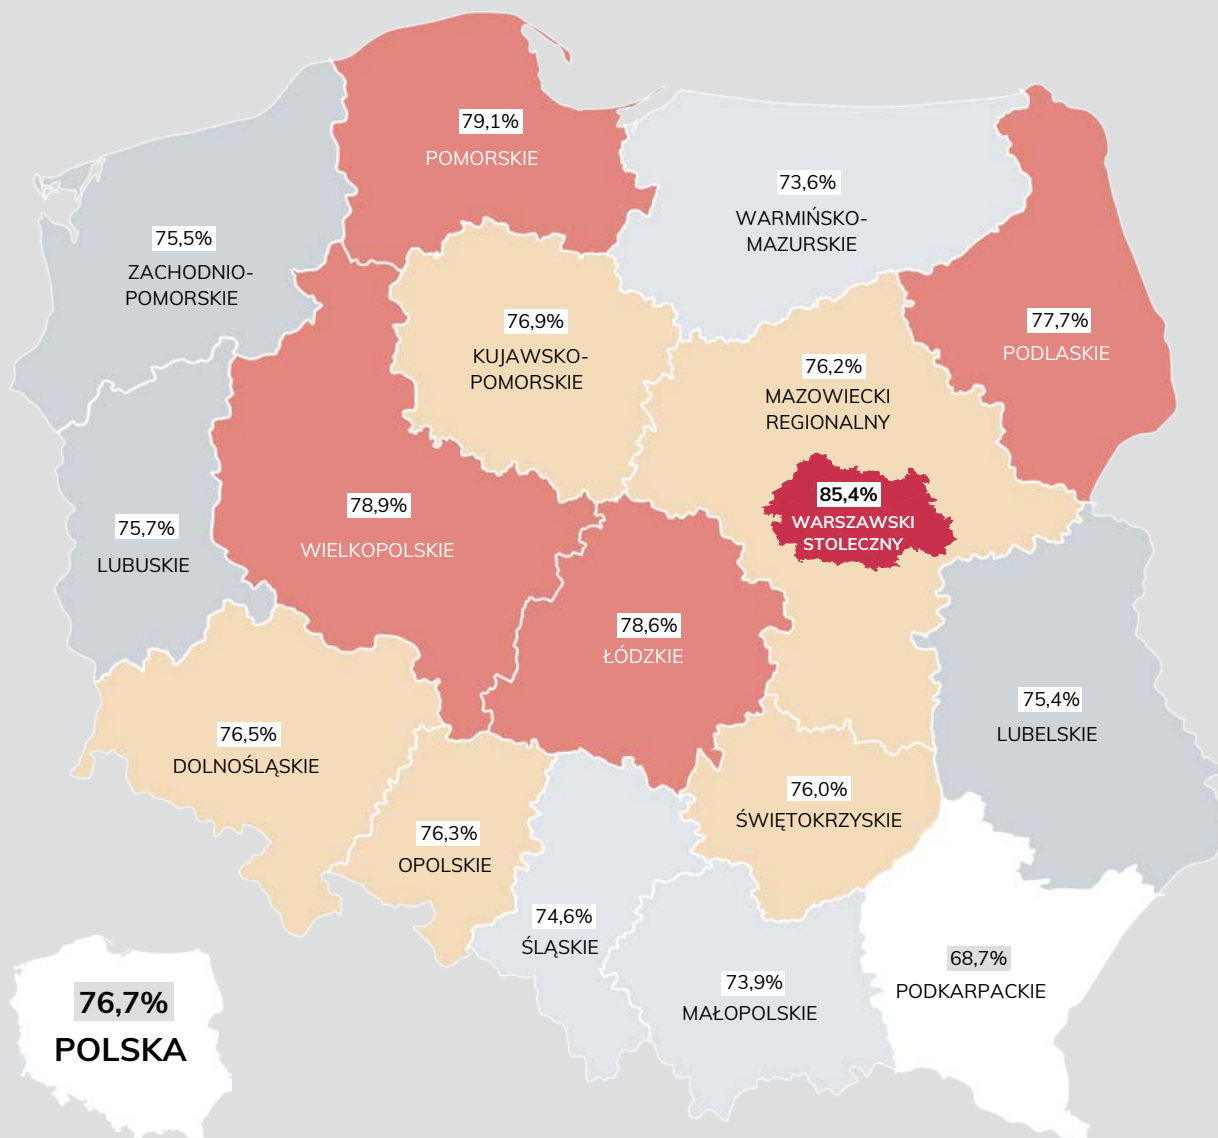 79,1%
POMORSKIE
73,6%
WARMIŃSKO-
MAZURSKIE
75,5%
ZACHODNIO-
POMORSKIE
76,9%
KUJAWSKO-
POMORSKIE
77,7%
PODLASKIE
76,2%
MAZOWIECKI
REGIONALNY
85,4%
WARSZAWSKI
STOLECZNY
78,9%
WIELKOPOLSKIE
75,7%
LUBUSKIE
78,6%
ŁÓDZKIE
75,4%
LUBELSKIE
76,5%
DOLNOŚLĄSKIE
76,0%
ŚWIĘTOKRZYSKIE
76,3%
OPOLSKIE
74,6%
ŚLĄSKIE
73,9%
MAŁOPOLSKIE
68,7%
PODKARPACKIE
76,7%
POLSKA